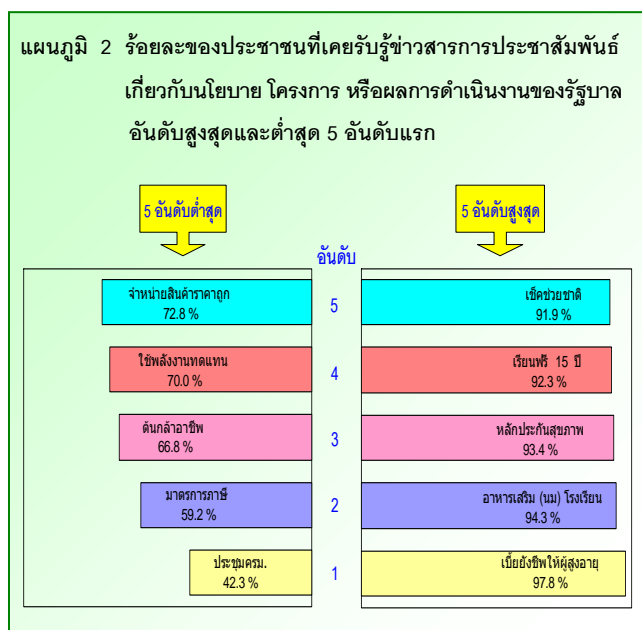 แผนภูมิ 2 ร้อยละของประชาชนที่เคยรับรู้ข่าวสารการประชาสัมพันธ์
เกี่ยวกับนโยบาย โครงการ หรือผลการดำเนินงานของรัฐบาล
อันดับสูงสุดและต่ำสุด 5 อันดับแรก
5 อันดับต่ำสุด
5 อันดับสูงสุด
อันดับ
จำหน่ายสินค้าราคาถูก
72.8 %
5
เช็คช่วยชาติ
91.9 %
ใช้พลังงานทดแทน
70.0 %
4
เรียนฟรี 15 ปี
92.3 %
ต้นกล้าอาชีพ
66.8 %
3
หลักประกันสุขภาพ
93.4 %
มาตรการภาษี
59.2 %
2
อาหารเสริม (นม) โรงเรียน
94.3 %
ประชุมครม.
42.3 %
1
เบี้ยยังชีพให้ผู้สูงอายุ
97.8 %